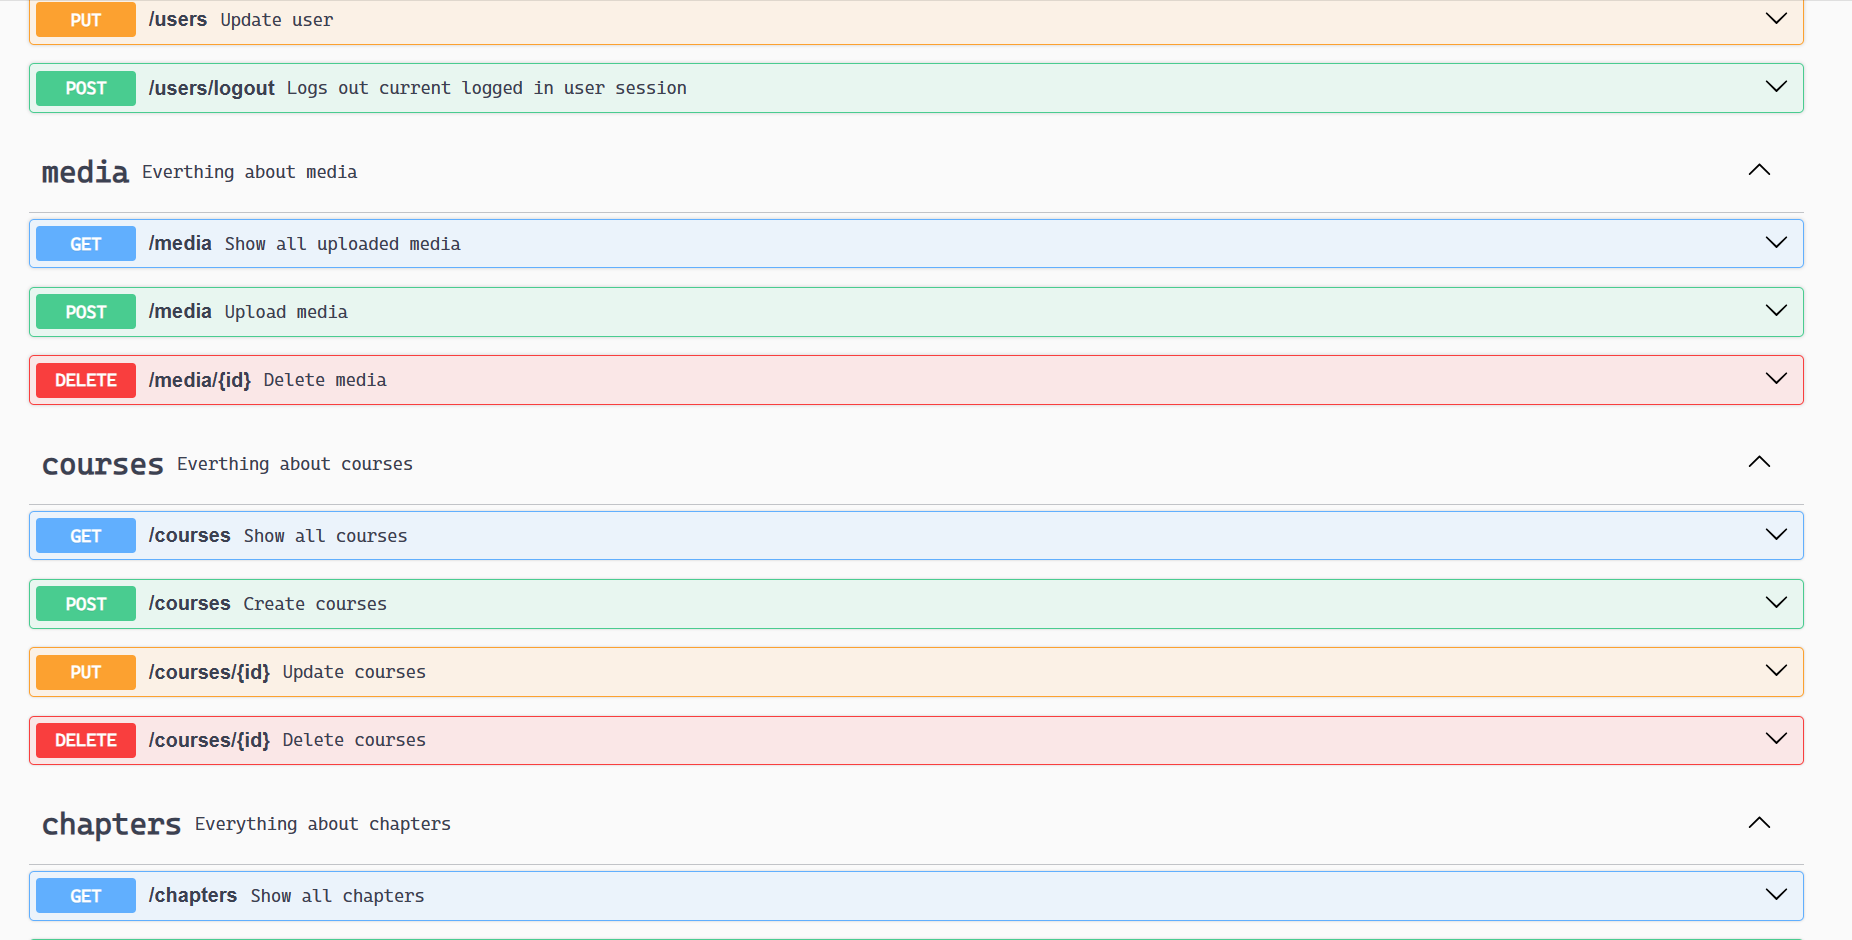 PUT /users Update user
POST /users/logout Logs out current logged in user session
media Everthing about media
GET /media Show all uploaded media
POST /media Upload media
DELETE /media/{id} Delete media
courses Everthing about courses
GET /courses Show all courses
POST /courses Create courses
PUT /courses/{id} Update courses
DELETE /courses/{id} Delete courses
chapters Everything about chapters
GET /chapters Show all chapters